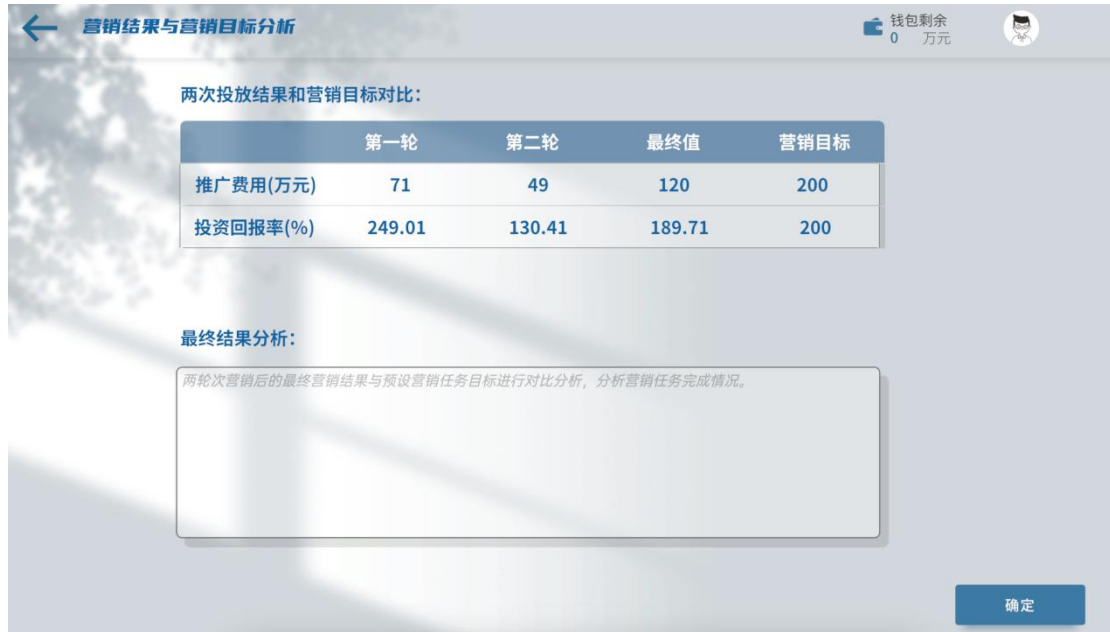 营销结果与营销目标分析
钱包剩余
0 万元
两次投放结果和营销目标对比：
第一轮 第二轮 最终值 营销目标
推广费用(万元) 71 49 120 200
投资回报率(%) 249.01 130.41 189.71 200
最终结果分析：
两轮次营销后的最终营销结果与预设营销任务目标进行对比分析，分析营销任务完成情况。
确定